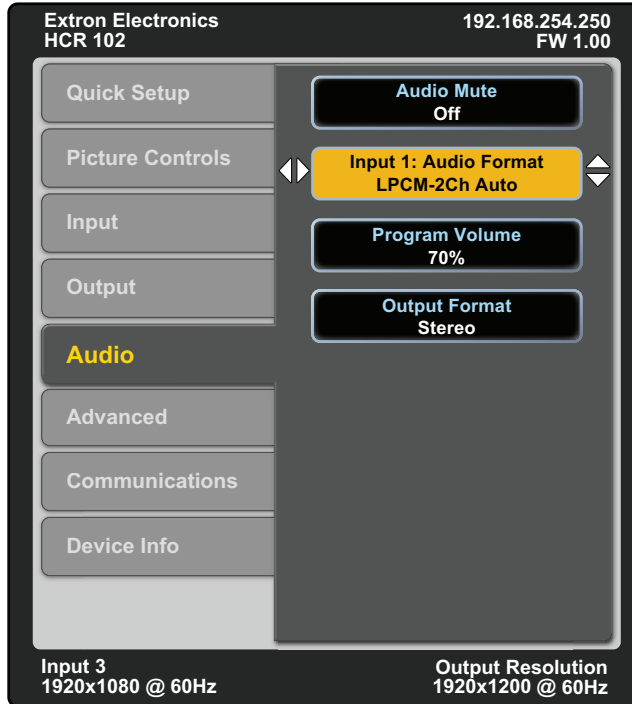 Extron Electronics
HCR 102
192.168.254.250
FW 1.00
Quick Setup
Picture Controls
Input
Output
Audio
Advanced
Communications
Device Info
Audio Mute
Off
Input 1: Audio Format
LPCM-2Ch Auto
Program Volume
70%
Output Format
Stereo
Input 3
1920x1080 @ 60Hz
Output Resolution
1920x1200 @ 60Hz